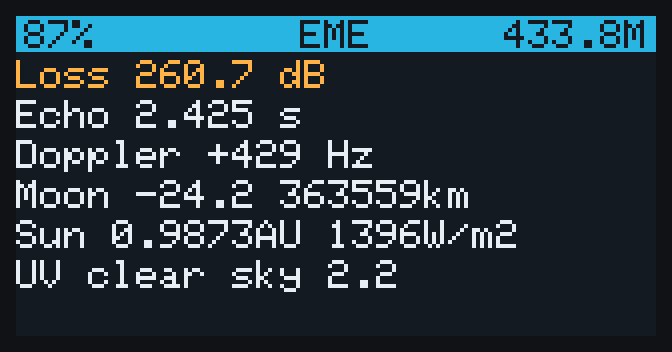 87% EME 433.8M
Loss 260.7 dB
Echo 2.425 s
Doppler +429 Hz
Moon -24.2 363559km
Sun 0.9873AU 1396W/m2
UV clear sky 2.2